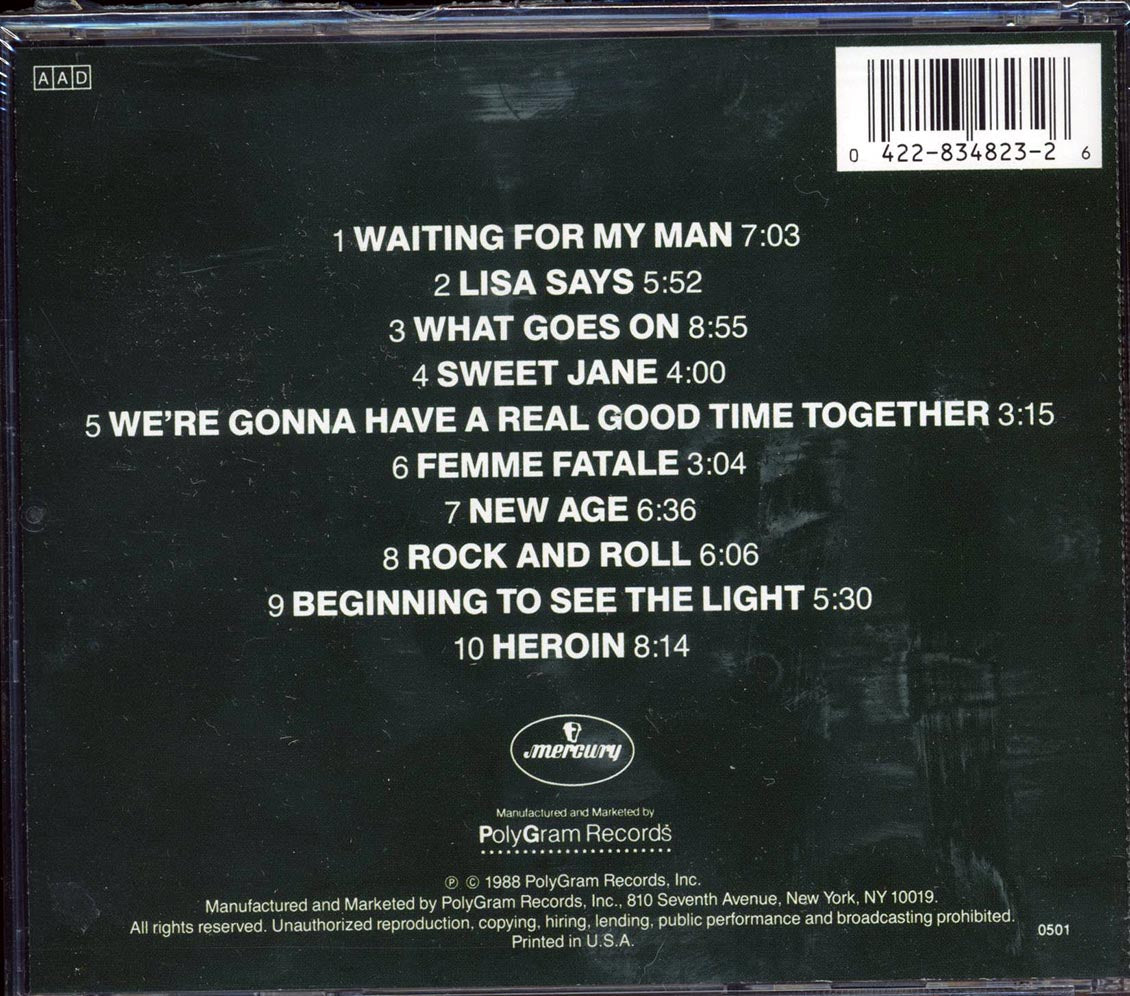 AAD
0 422-834823-2 6
1 WAITING FOR MY MAN 7:03
2 LISA SAYS 5:52
3 WHAT GOES ON 8:55
4 SWEET JANE 4:00
5 WE'RE GONNA HAVE A REAL GOOD TIME TOGETHER 3:15
6 FEMME FATALE 3:04
7 NEW AGE 6:36
8 ROCK AND ROLL 6:06
9 BEGINNING TO SEE THE LIGHT 5:30
10 HEROIN 8:14
mercury
Manufactured and Marketed by
PolyGram Records
℗ © 1988 PolyGram Records, Inc.
Manufactured and Marketed by PolyGram Records, Inc., 810 Seventh Avenue, New York, NY 10019.
All rights reserved. Unauthorized reproduction, copying, hiring, lending, public performance and broadcasting prohibited.
Printed in U.S.A.
0501